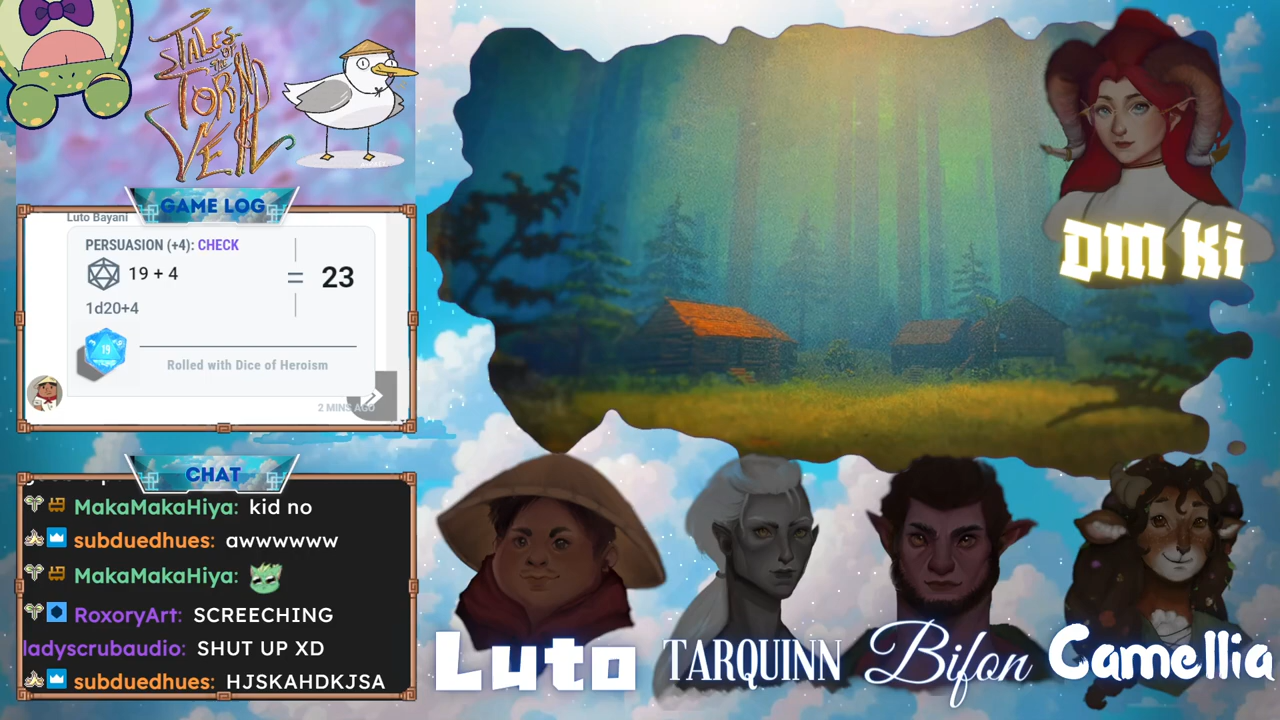 TALES
OF
THE
TORN
VEIL
GAME LOG
Luto Bayani
PERSUASION (+4): CHECK
19 + 4
= 23
1d20+4
19
Rolled with Dice of Heroism
2 MINS AGO
DM Ki
CHAT
MakaMakaHiya: kid no
subduedhues: awwwwww
MakaMakaHiya:
RoxoryArt: SCREECHING
ladyscrubaudio: SHUT UP XD
subduedhues: HJSKAHDKJSA
Luto
TARQUINN
Bifon
Camellia